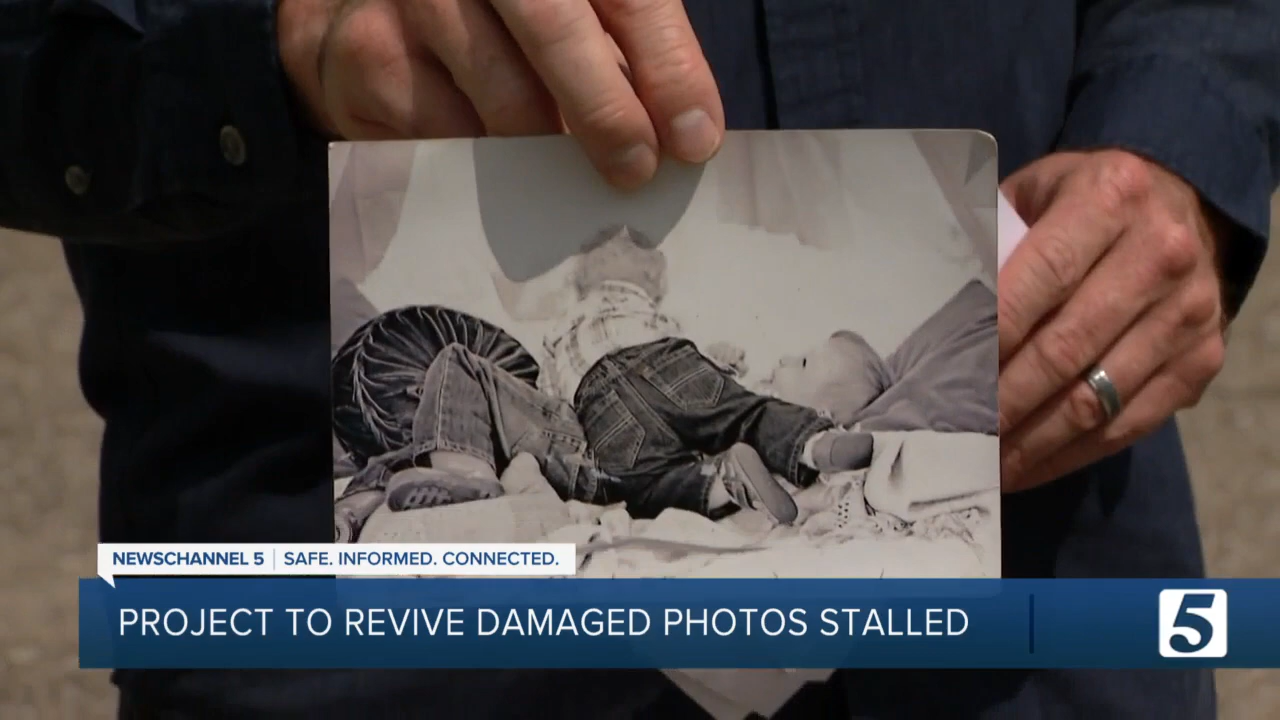 NEWSCHANNEL 5 | SAFE. INFORMED. CONNECTED.
PROJECT TO REVIVE DAMAGED PHOTOS STALLED
5